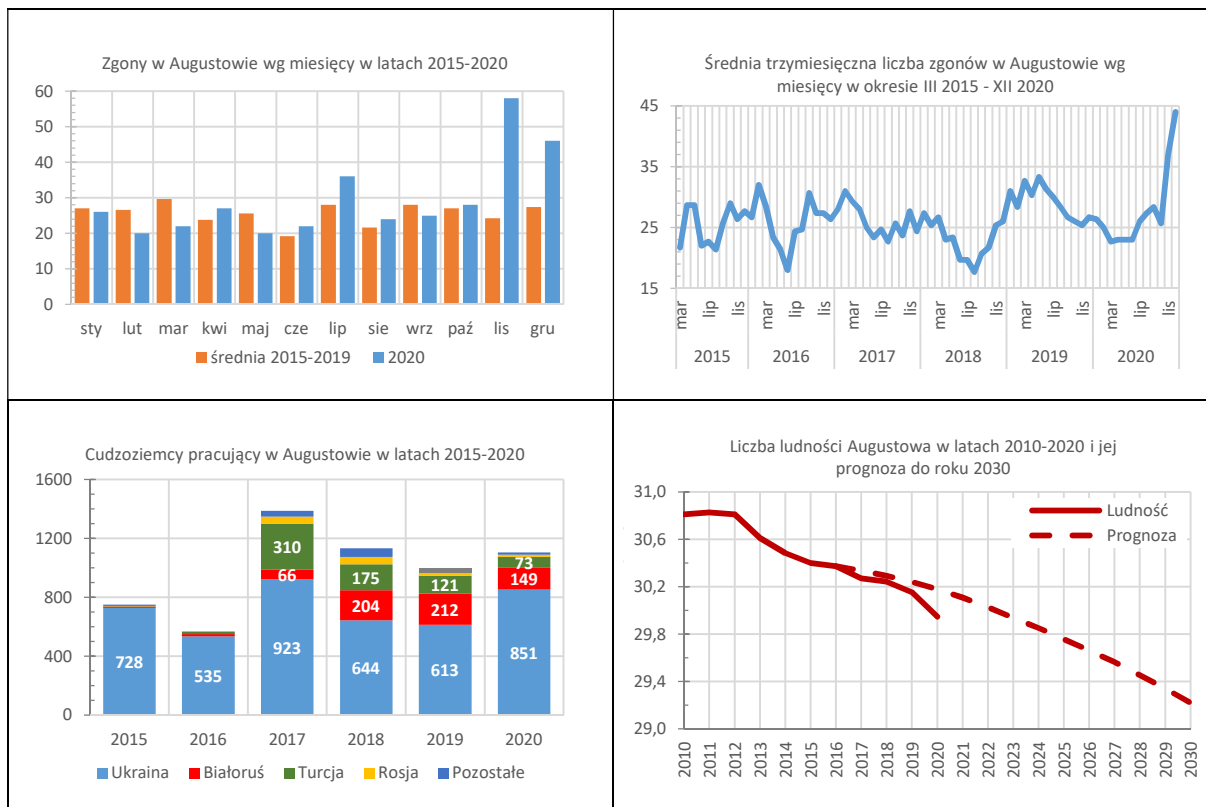 Zgony w Augustowie wg miesięcy w latach 2015-2020
60
50
40
30
20
10
0
sty lut mar kwi maj cze lip sie wrz paź lis gru
średnia 2015-2019 2020
Średnia trzymiesięczna liczba zgonów w Augustowie wg
miesięcy w okresie III 2015 - XII 2020
45
35
25
15
mar lip lis mar lip lis mar lip lis mar lip lis mar lip lis mar lip lis
2015 2016 2017 2018 2019 2020
Cudzoziemcy pracujący w Augustowie w latach 2015-2020
1600
1200
800
400
0
728 535 923 66 310 644 204 175 613 212 121 851 149 73
2015 2016 2017 2018 2019 2020
Ukraina Białoruś Turcja Rosja Pozostałe
Liczba ludności Augustowa w latach 2010-2020 i jej
prognoza do roku 2030
31,0
30,6
30,2
29,8
29,4
29,0
Ludność
Prognoza
2010 2011 2012 2013 2014 2015 2016 2017 2018 2019 2020 2021 2022 2023 2024 2025 2026 2027 2028 2029 2030